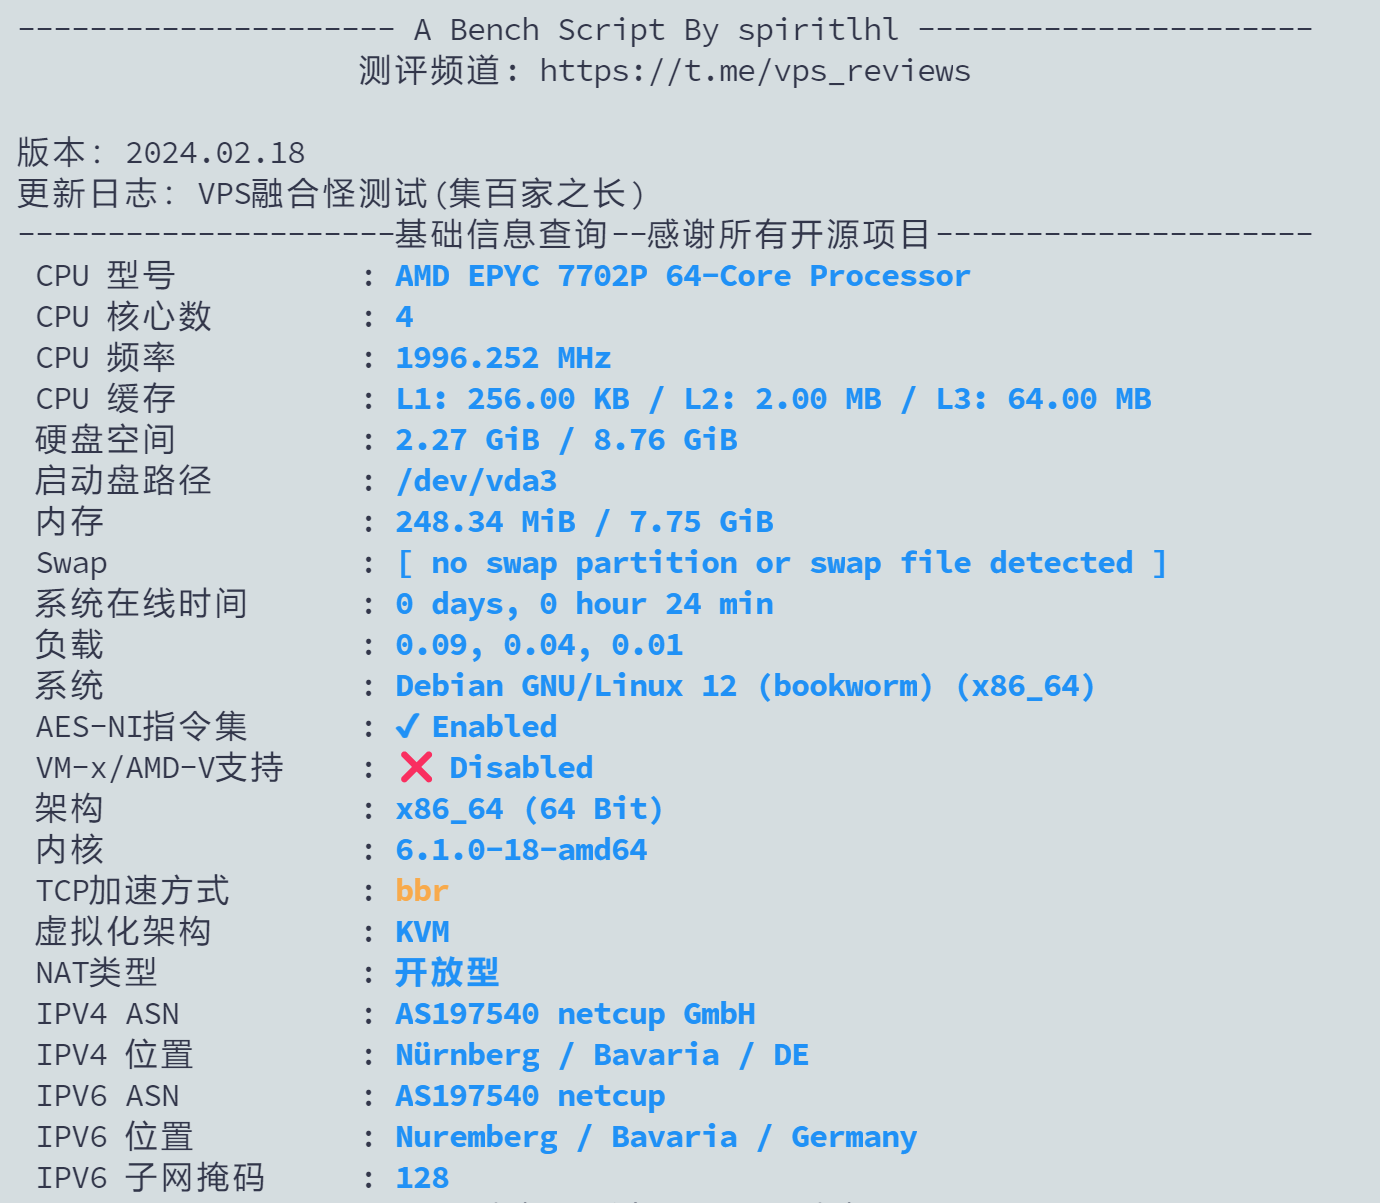 --------------------- A Bench Script By spiritlhl ----------------------
测评频道: https://t.me/vps_reviews
版本: 2024.02.18
更新日志: VPS融合怪测试(集百家之长)
---------------------基础信息查询--感谢所有开源项目---------------------
CPU 型号 : AMD EPYC 7702P 64-Core Processor
CPU 核心数 : 4
CPU 频率 : 1996.252 MHz
CPU 缓存 : L1: 256.00 KB / L2: 2.00 MB / L3: 64.00 MB
硬盘空间 : 2.27 GiB / 8.76 GiB
启动盘路径 : /dev/vda3
内存 : 248.34 MiB / 7.75 GiB
Swap : [ no swap partition or swap file detected ]
系统在线时间 : 0 days, 0 hour 24 min
负载 : 0.09, 0.04, 0.01
系统 : Debian GNU/Linux 12 (bookworm) (x86_64)
AES-NI指令集 : ✔ Enabled
VM-x/AMD-V支持 : ❌ Disabled
架构 : x86_64 (64 Bit)
内核 : 6.1.0-18-amd64
TCP加速方式 : bbr
虚拟化架构 : KVM
NAT类型 : 开放型
IPV4 ASN : AS197540 netcup GmbH
IPV4 位置 : Nürnberg / Bavaria / DE
IPV6 ASN : AS197540 netcup
IPV6 位置 : Nuremberg / Bavaria / Germany
IPV6 子网掩码 : 128